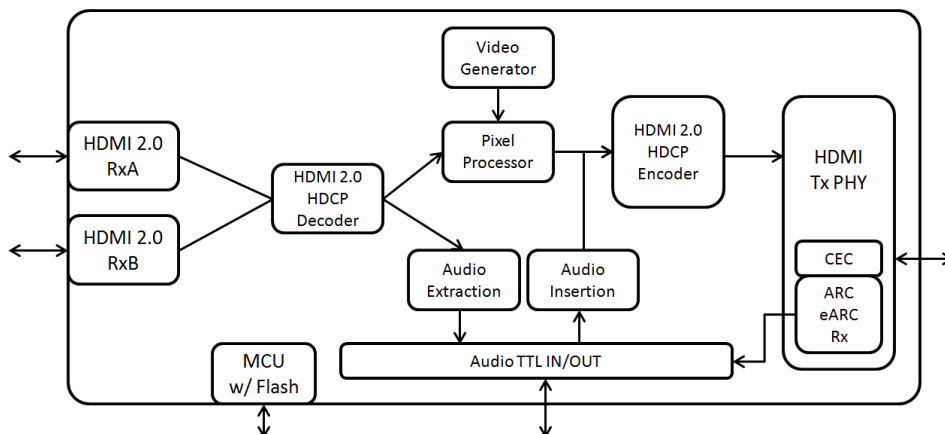 Video
Generator
HDMI 2.0
RxA
HDMI 2.0
HDCP
Decoder
Pixel
Processor
HDMI 2.0
HDCP
Encoder
HDMI
Tx PHY
HDMI 2.0
RxB
Audio
Extraction
Audio
Insertion
CEC
ARC
eARC
Rx
MCU
w/ Flash
Audio TTL IN/OUT